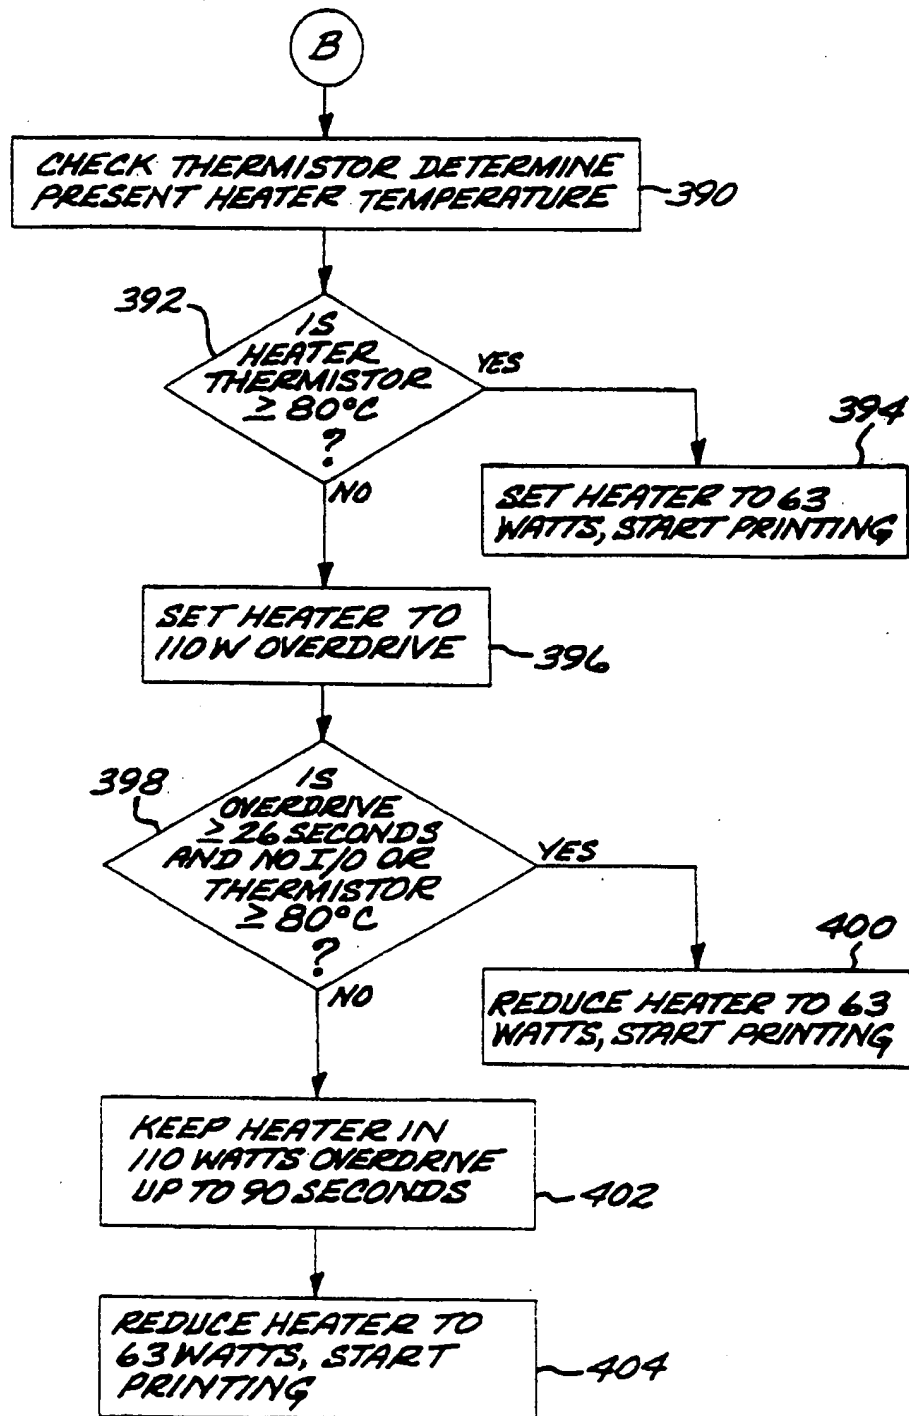 B
CHECK THERMISTOR DETERMINE
PRESENT HEATER TEMPERATURE
390
392
IS
HEATER
THERMISTOR
≥ 80°C
?
YES
394
SET HEATER TO 63
WATTS, START PRINTING
NO
SET HEATER TO
110W OVERDRIVE
396
398
IS
OVERDRIVE
≥ 26 SECONDS
AND NO I/O OR
THERMISTOR
≥ 80°C
?
YES
400
REDUCE HEATER TO 63
WATTS, START PRINTING
NO
KEEP HEATER IN
110 WATTS OVERDRIVE
UP TO 90 SECONDS
402
REDUCE HEATER TO
63 WATTS, START
PRINTING
404